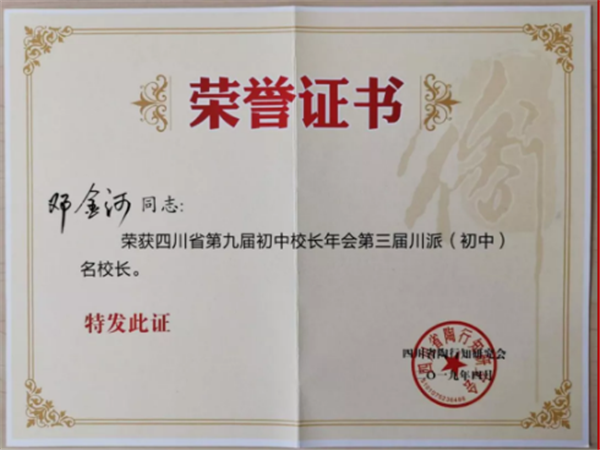 荣誉证书
邓金河同志:
荣获四川省第九届初中校长年会第三届川派（初中）
名校长。
特发此证
四川省陶行知研究会
二〇一九年四月